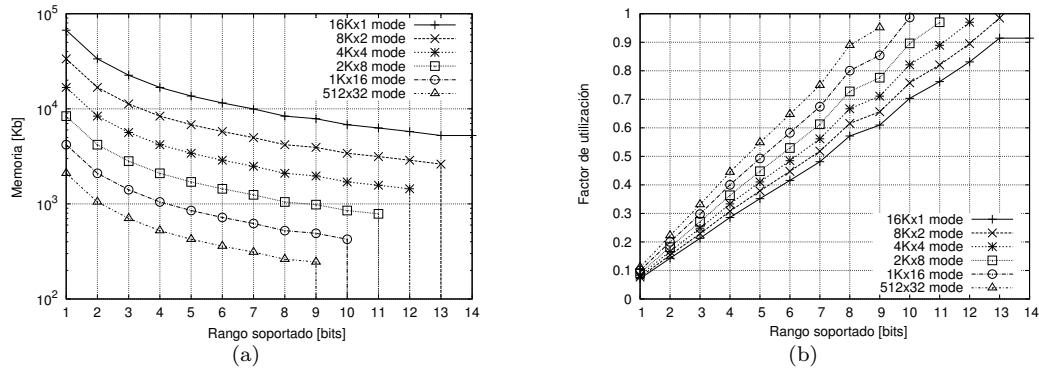 10^5
10^4
10^3
10^2
Memoria [Kb]
16Kx1 mode
8Kx2 mode
4Kx4 mode
2Kx8 mode
1Kx16 mode
512x32 mode
1 2 3 4 5 6 7 8 9 10 11 12 13 14
Rango soportado [bits]
(a)
1
0.9
0.8
0.7
0.6
0.5
0.4
0.3
0.2
0.1
0
Factor de utilización
16Kx1 mode
8Kx2 mode
4Kx4 mode
2Kx8 mode
1Kx16 mode
512x32 mode
1 2 3 4 5 6 7 8 9 10 11 12 13 14
Rango soportado [bits]
(b)